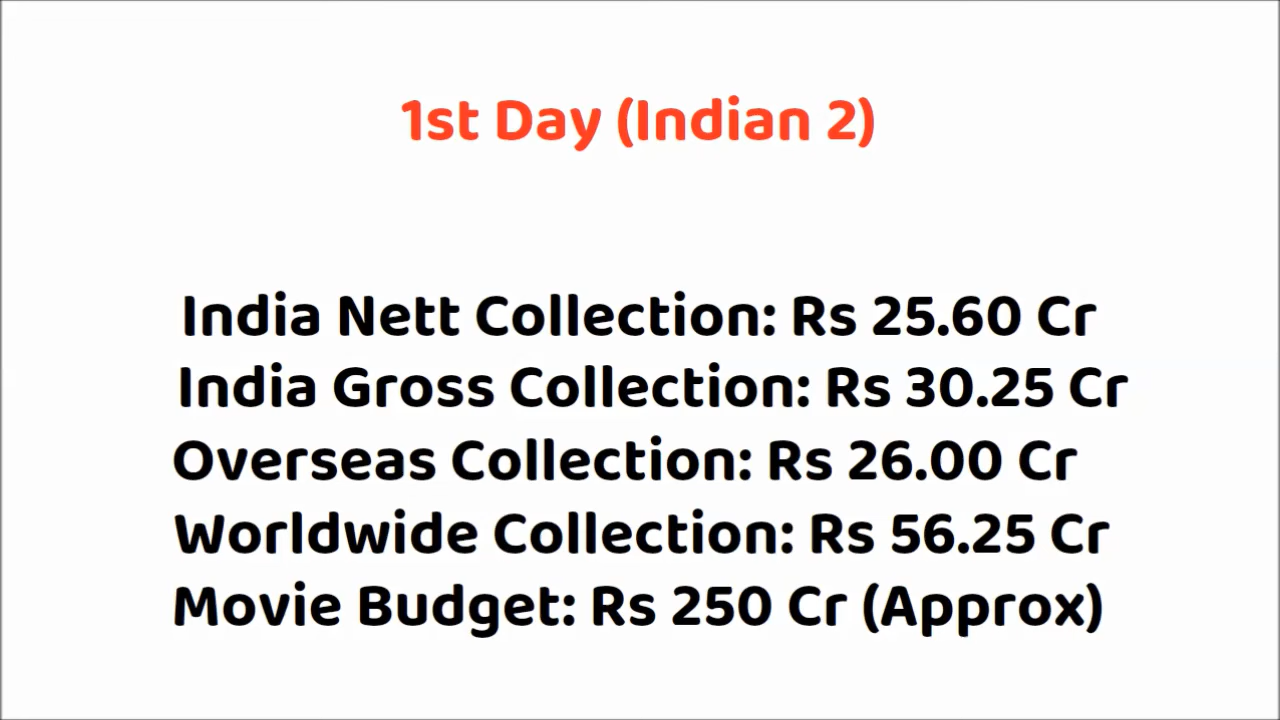 1st Day (Indian 2)
India Nett Collection: Rs 25.60 Cr
India Gross Collection: Rs 30.25 Cr
Overseas Collection: Rs 26.00 Cr
Worldwide Collection: Rs 56.25 Cr
Movie Budget: Rs 250 Cr (Approx)